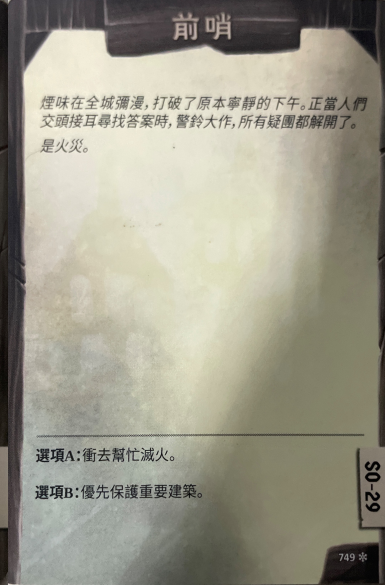 前哨
煙味在全城彌漫，打破了原本寧靜的下午。正當人們
交頭接耳尋找答案時，警鈴大作，所有疑團都解開了。
是火災。
選項A：衝去幫忙滅火。
選項B：優先保護重要建築。
SO-29
749